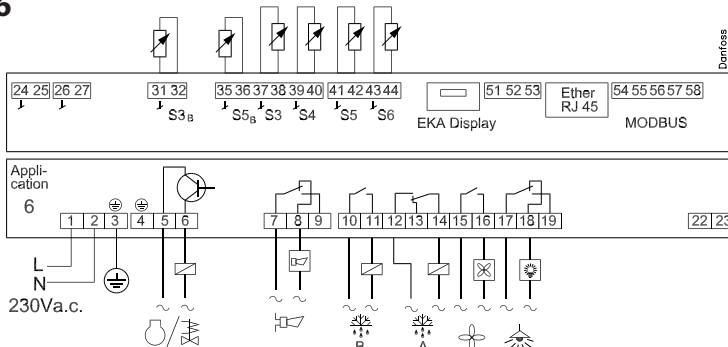 6
Danfoss
24 25 26 27 31 32 35 36 37 38 39 40 41 42 43 44 51 52 53 Ether RJ 45 54 55 56 57 58
S3B S5B S3 S4 S5 S6 EKA Display MODBUS
Appli-
cation
6
1 2 3 4 5 6 7 8 9 10 11 12 13 14 15 16 17 18 19 22 23
L
N
230Va.c.
B A